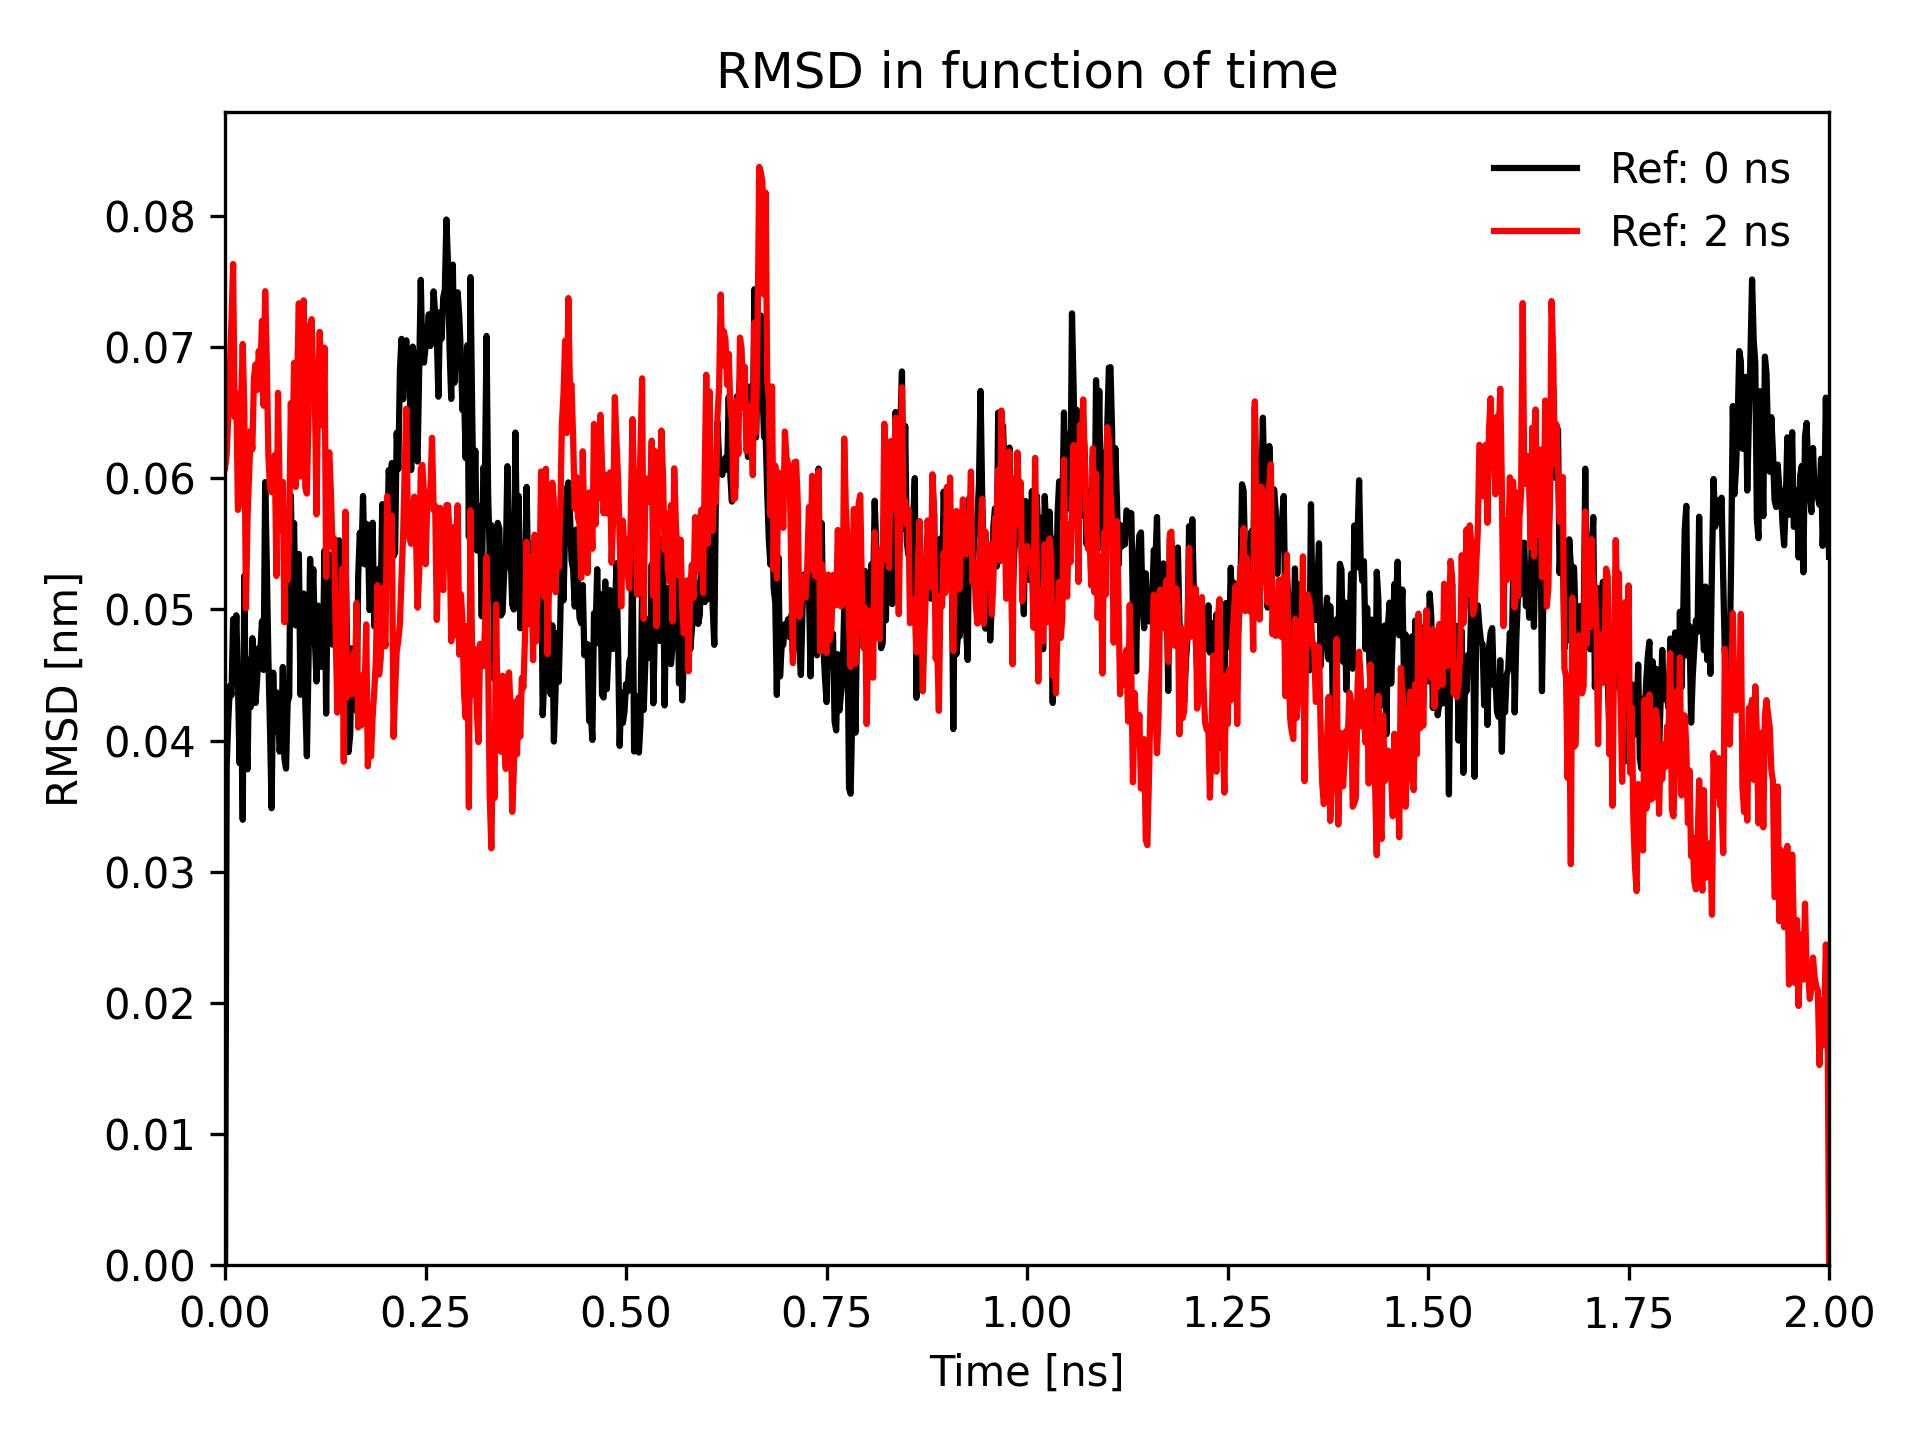 RMSD in function of time
Ref: 0 ns
Ref: 2 ns
RMSD [nm]
0.08
0.07
0.06
0.05
0.04
0.03
0.02
0.01
0.00
0.00 0.25 0.50 0.75 1.00 1.25 1.50 1.75 2.00
Time [ns]